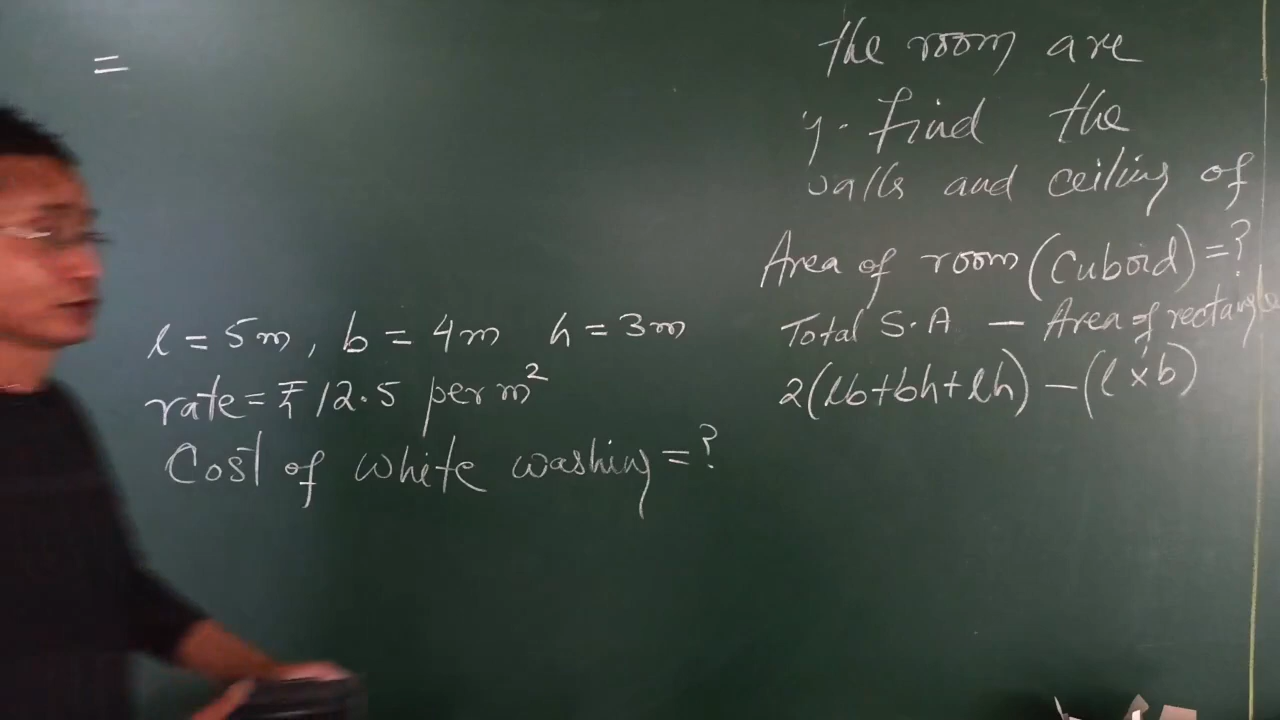 =
the room are
y. find the
walls and ceiling of
Area of room (Cuboid) = ?
Total S.A – Area of rectangle
2(lb+bh+lh) – (l×b)
l = 5m, b = 4m h = 3m
rate = ₹12.5 per m²
Cost of white washing = ?